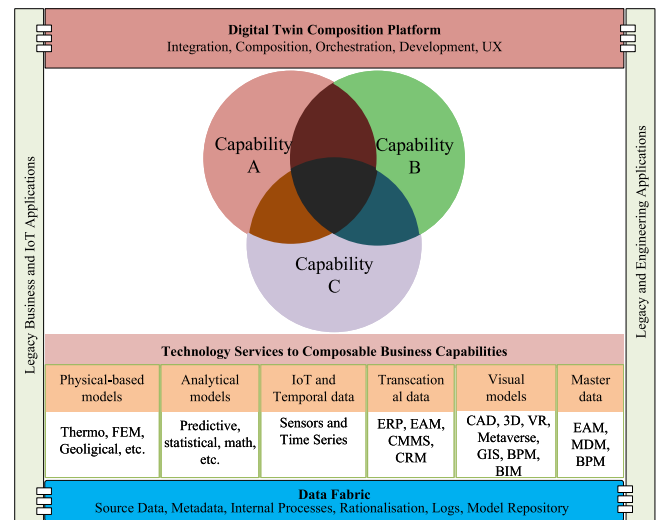 Digital Twin Composition Platform
Integration, Composition, Orchestration, Development, UX
Legacy Business and IoT Applications
Legacy and Engineering Applications
Capability
A
Capability
B
Capability
C
Technology Services to Composable Business Capabilities
Physical-based
models
Analytical
models
IoT and
Temporal data
Transcation
al data
Visual
models
Master
data
Thermo, FEM,
Geoligical, etc.
Predictive,
statistical, math,
etc.
Sensors and
Time Series
ERP, EAM,
CMMS,
CRM
CAD, 3D, VR,
Metaverse,
GIS, BPM,
BIM
EAM,
MDM,
BPM
Data Fabric
Source Data, Metadata, Internal Processes, Rationalisation, Logs, Model Repository